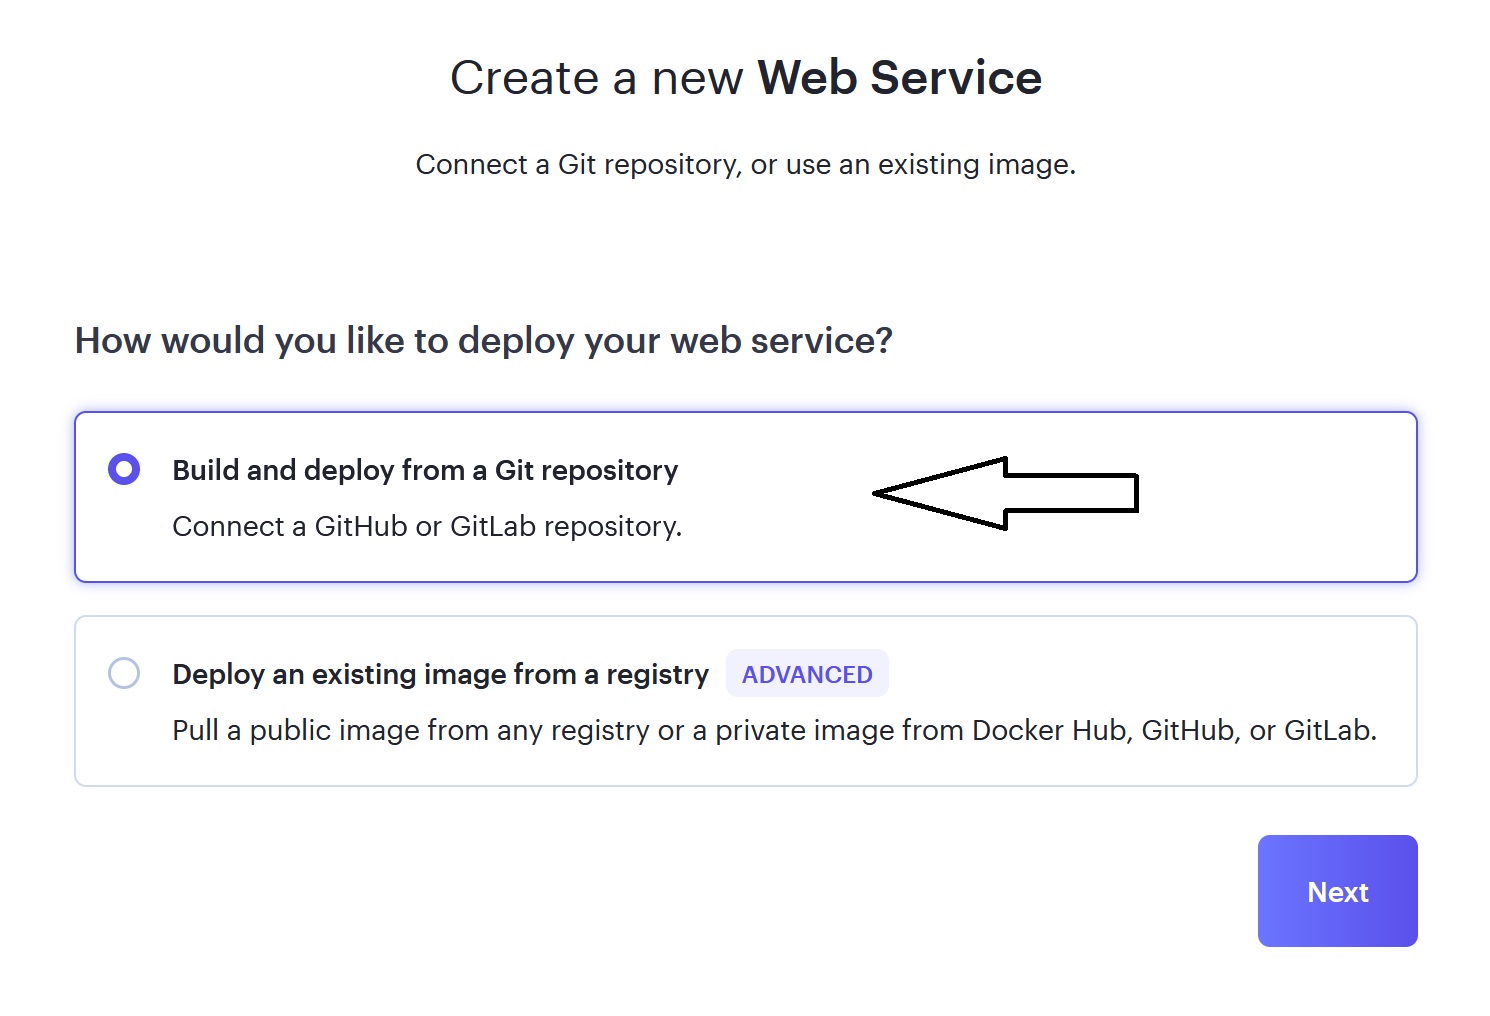 Create a new Web Service
Connect a Git repository, or use an existing image.
How would you like to deploy your web service?
Build and deploy from a Git repository
Connect a GitHub or GitLab repository.
Deploy an existing image from a registry ADVANCED
Pull a public image from any registry or a private image from Docker Hub, GitHub, or GitLab.
Next